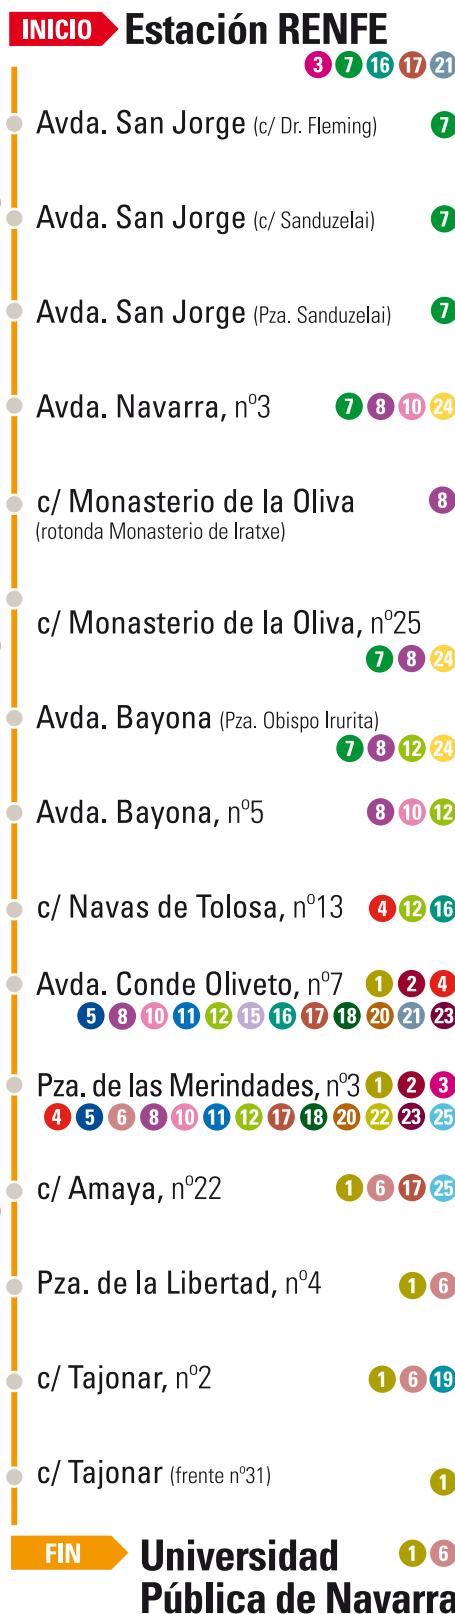 INICIO Estación RENFE
3 7 16 17 21
Avda. San Jorge (c/ Dr. Fleming) 7
Avda. San Jorge (c/ Sanduzelai) 7
Avda. San Jorge (Pza. Sanduzelai) 7
Avda. Navarra, nº3 7 8 10 24
c/ Monasterio de la Oliva 8
(rotonda Monasterio de Iratxe)
c/ Monasterio de la Oliva, nº25
7 8 24
Avda. Bayona (Pza. Obispo Irurita)
7 8 12 24
Avda. Bayona, nº5 8 10 12
c/ Navas de Tolosa, nº13 4 12 16
Avda. Conde Oliveto, nº7 1 2 4
5 8 10 11 12 15 16 17 18 20 21 23
Pza. de las Merindades, nº3 1 2 3
4 5 6 8 10 11 12 17 18 20 22 23 25
c/ Amaya, nº22 1 6 17 25
Pza. de la Libertad, nº4 1 6
c/ Tajonar, nº2 1 6 19
c/ Tajonar (frente nº31) 1
FIN Universidad 1 6
Pública de Navarra